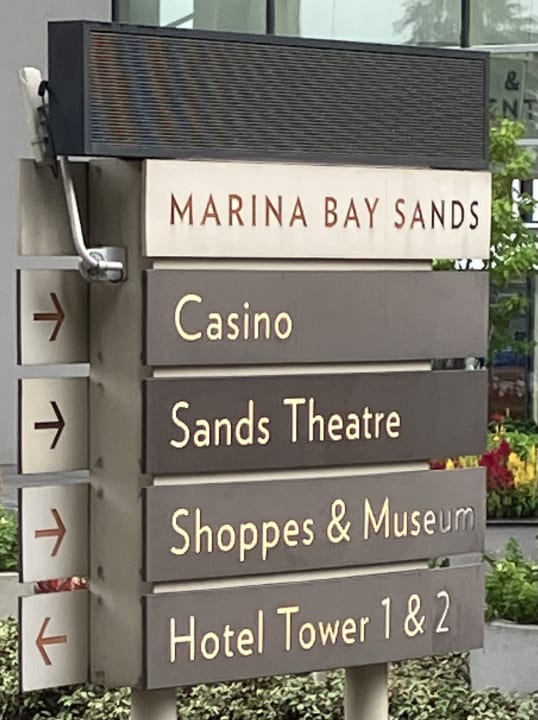 MARINA BAY SANDS
→ Casino
→ Sands Theatre
→ Shoppes & Museum
← Hotel Tower 1 & 2
&